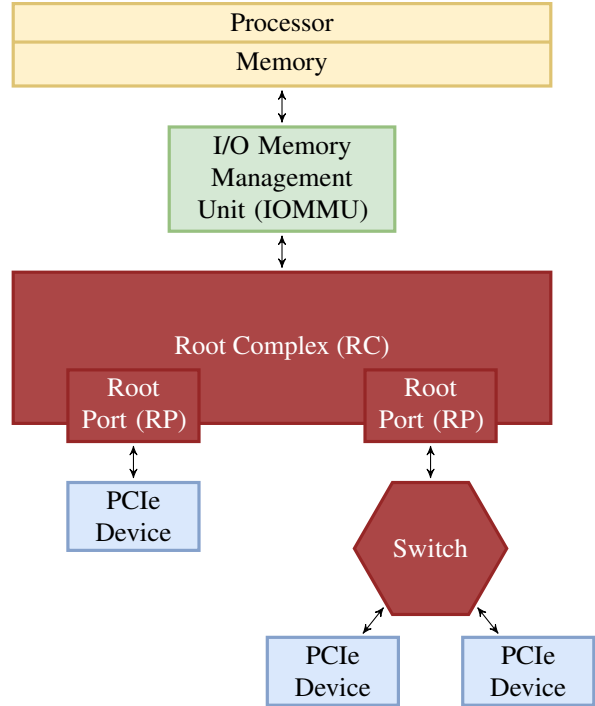 Processor
Memory
I/O Memory
Management
Unit (IOMMU)
Root Complex (RC)
Root
Port (RP)
Root
Port (RP)
PCIe
Device
Switch
PCIe
Device
PCIe
Device